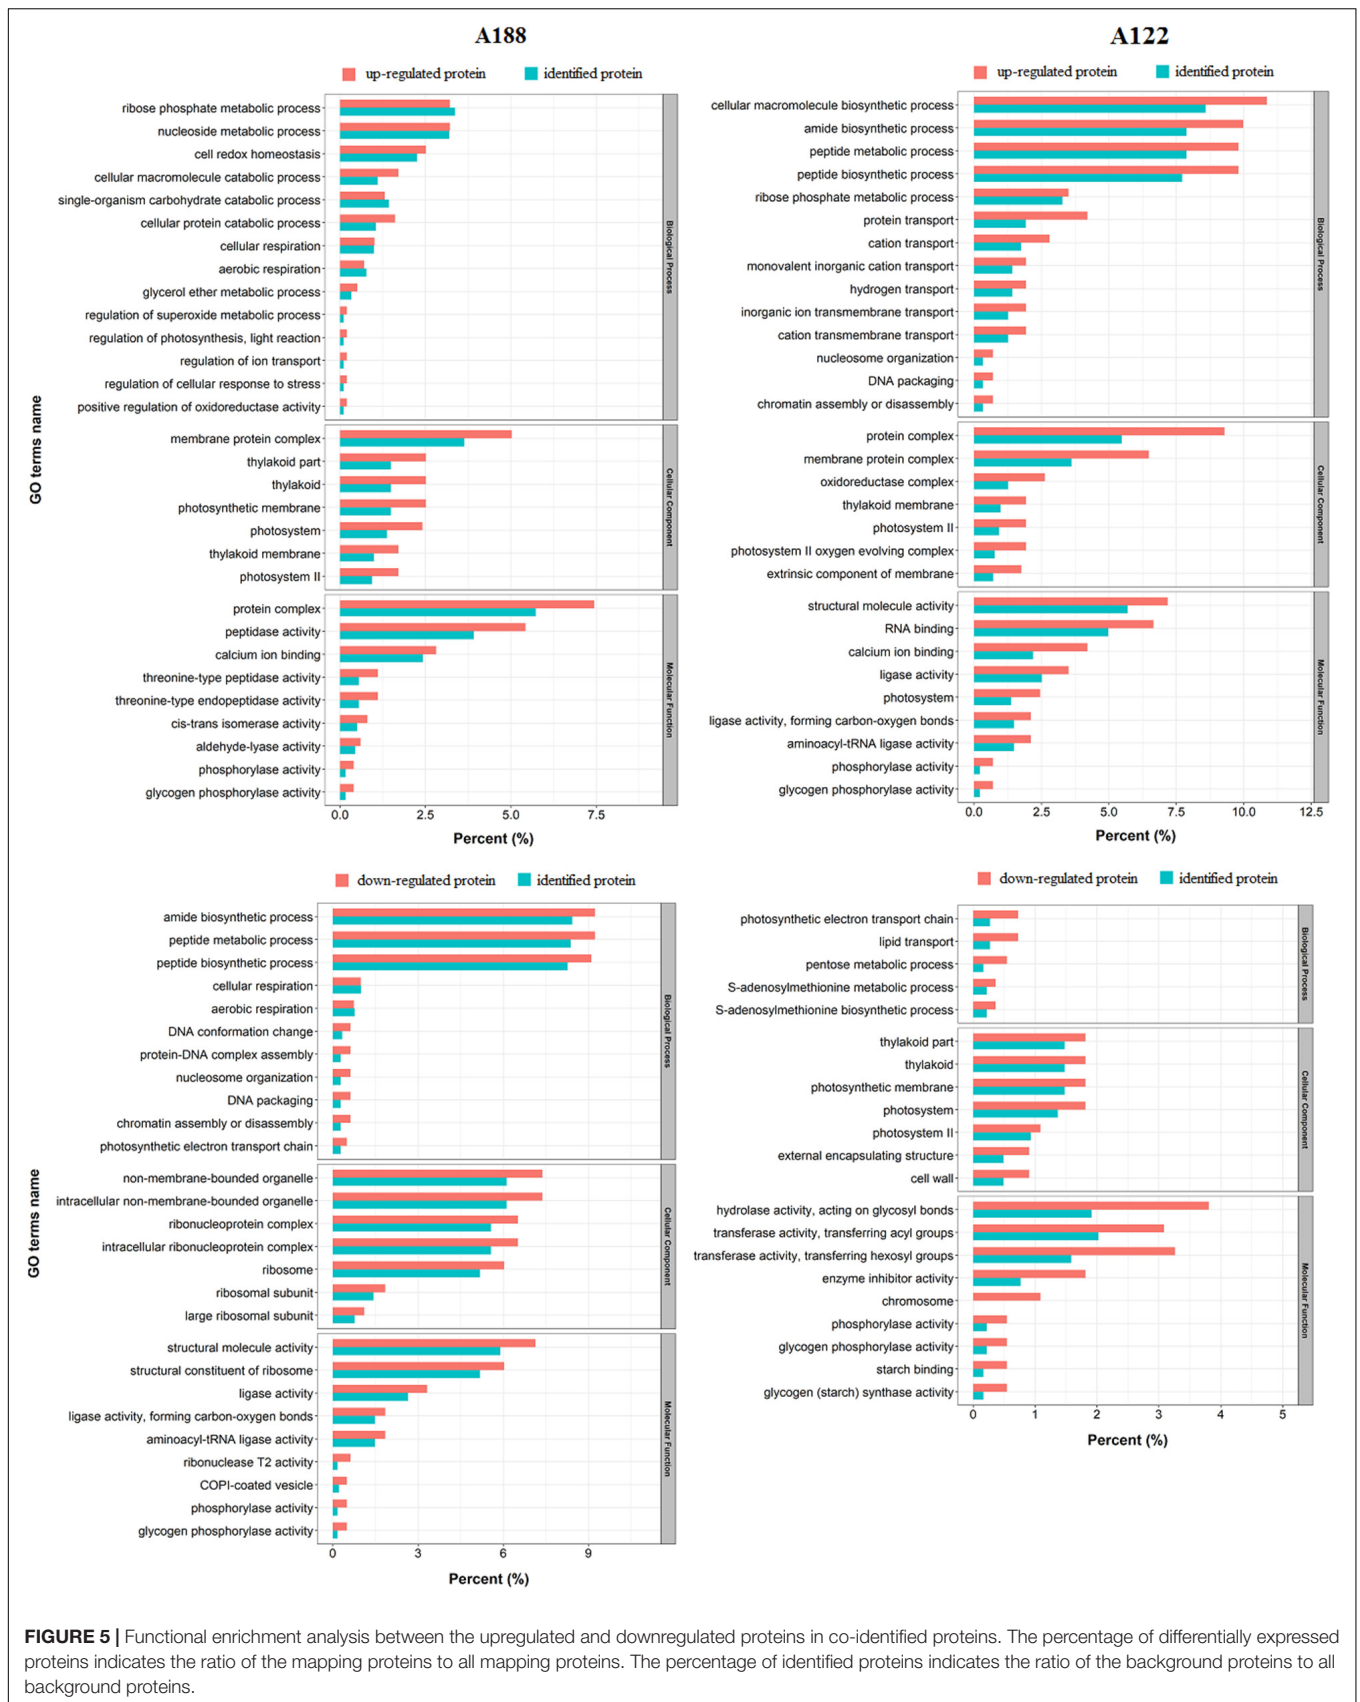 A188
up-regulated protein identified protein
ribose phosphate metabolic process
nucleoside metabolic process
cell redox homeostasis
cellular macromolecule catabolic process
single-organism carbohydrate catabolic process
cellular protein catabolic process
cellular respiration
aerobic respiration
glycerol ether metabolic process
regulation of superoxide metabolic process
regulation of photosynthesis, light reaction
regulation of ion transport
regulation of cellular response to stress
positive regulation of oxidoreductase activity
Biological Process
membrane protein complex
thylakoid part
thylakoid
photosynthetic membrane
photosystem
thylakoid membrane
photosystem II
Cellular Component
protein complex
peptidase activity
calcium ion binding
threonine-type peptidase activity
threonine-type endopeptidase activity
cis-trans isomerase activity
aldehyde-lyase activity
phosphorylase activity
glycogen phosphorylase activity
Molecular Function
GO terms name
0.0 2.5 5.0 7.5
Percent (%)
A122
up-regulated protein identified protein
cellular macromolecule biosynthetic process
amide biosynthetic process
peptide metabolic process
peptide biosynthetic process
ribose phosphate metabolic process
protein transport
cation transport
monovalent inorganic cation transport
hydrogen transport
inorganic ion transmembrane transport
cation transmembrane transport
nucleosome organization
DNA packaging
chromatin assembly or disassembly
Biological Process
protein complex
membrane protein complex
oxidoreductase complex
thylakoid membrane
photosystem II
photosystem II oxygen evolving complex
extrinsic component of membrane
Cellular Component
structural molecule activity
RNA binding
calcium ion binding
ligase activity
photosystem
ligase activity, forming carbon-oxygen bonds
aminoacyl-tRNA ligase activity
phosphorylase activity
glycogen phosphorylase activity
Molecular Function
0.0 2.5 5.0 7.5 10.0 12.5
Percent (%)
down-regulated protein identified protein
amide biosynthetic process
peptide metabolic process
peptide biosynthetic process
cellular respiration
aerobic respiration
DNA conformation change
protein-DNA complex assembly
nucleosome organization
DNA packaging
chromatin assembly or disassembly
photosynthetic electron transport chain
Biological Process
non-membrane-bounded organelle
intracellular non-membrane-bounded organelle
ribonucleoprotein complex
intracellular ribonucleoprotein complex
ribosome
ribosomal subunit
large ribosomal subunit
Cellular Component
structural molecule activity
structural constituent of ribosome
ligase activity
ligase activity, forming carbon-oxygen bonds
aminoacyl-tRNA ligase activity
ribonuclease T2 activity
COPI-coated vesicle
phosphorylase activity
glycogen phosphorylase activity
Molecular Function
GO terms name
0 3 6 9
Percent (%)
down-regulated protein identified protein
photosynthetic electron transport chain
lipid transport
pentose metabolic process
S-adenosylmethionine metabolic process
S-adenosylmethionine biosynthetic process
Biological Process
thylakoid part
thylakoid
photosynthetic membrane
photosystem
photosystem II
external encapsulating structure
cell wall
Cellular Component
hydrolase activity, acting on glycosyl bonds
transferase activity, transferring acyl groups
transferase activity, transferring hexosyl groups
enzyme inhibitor activity
chromosome
phosphorylase activity
glycogen phosphorylase activity
starch binding
glycogen (starch) synthase activity
Molecular Function
0 1 2 3 4 5
Percent (%)
FIGURE 5 | Functional enrichment analysis between the upregulated and downregulated proteins in co-identified proteins. The percentage of differentially expressed
proteins indicates the ratio of the mapping proteins to all mapping proteins. The percentage of identified proteins indicates the ratio of the background proteins to all
background proteins.